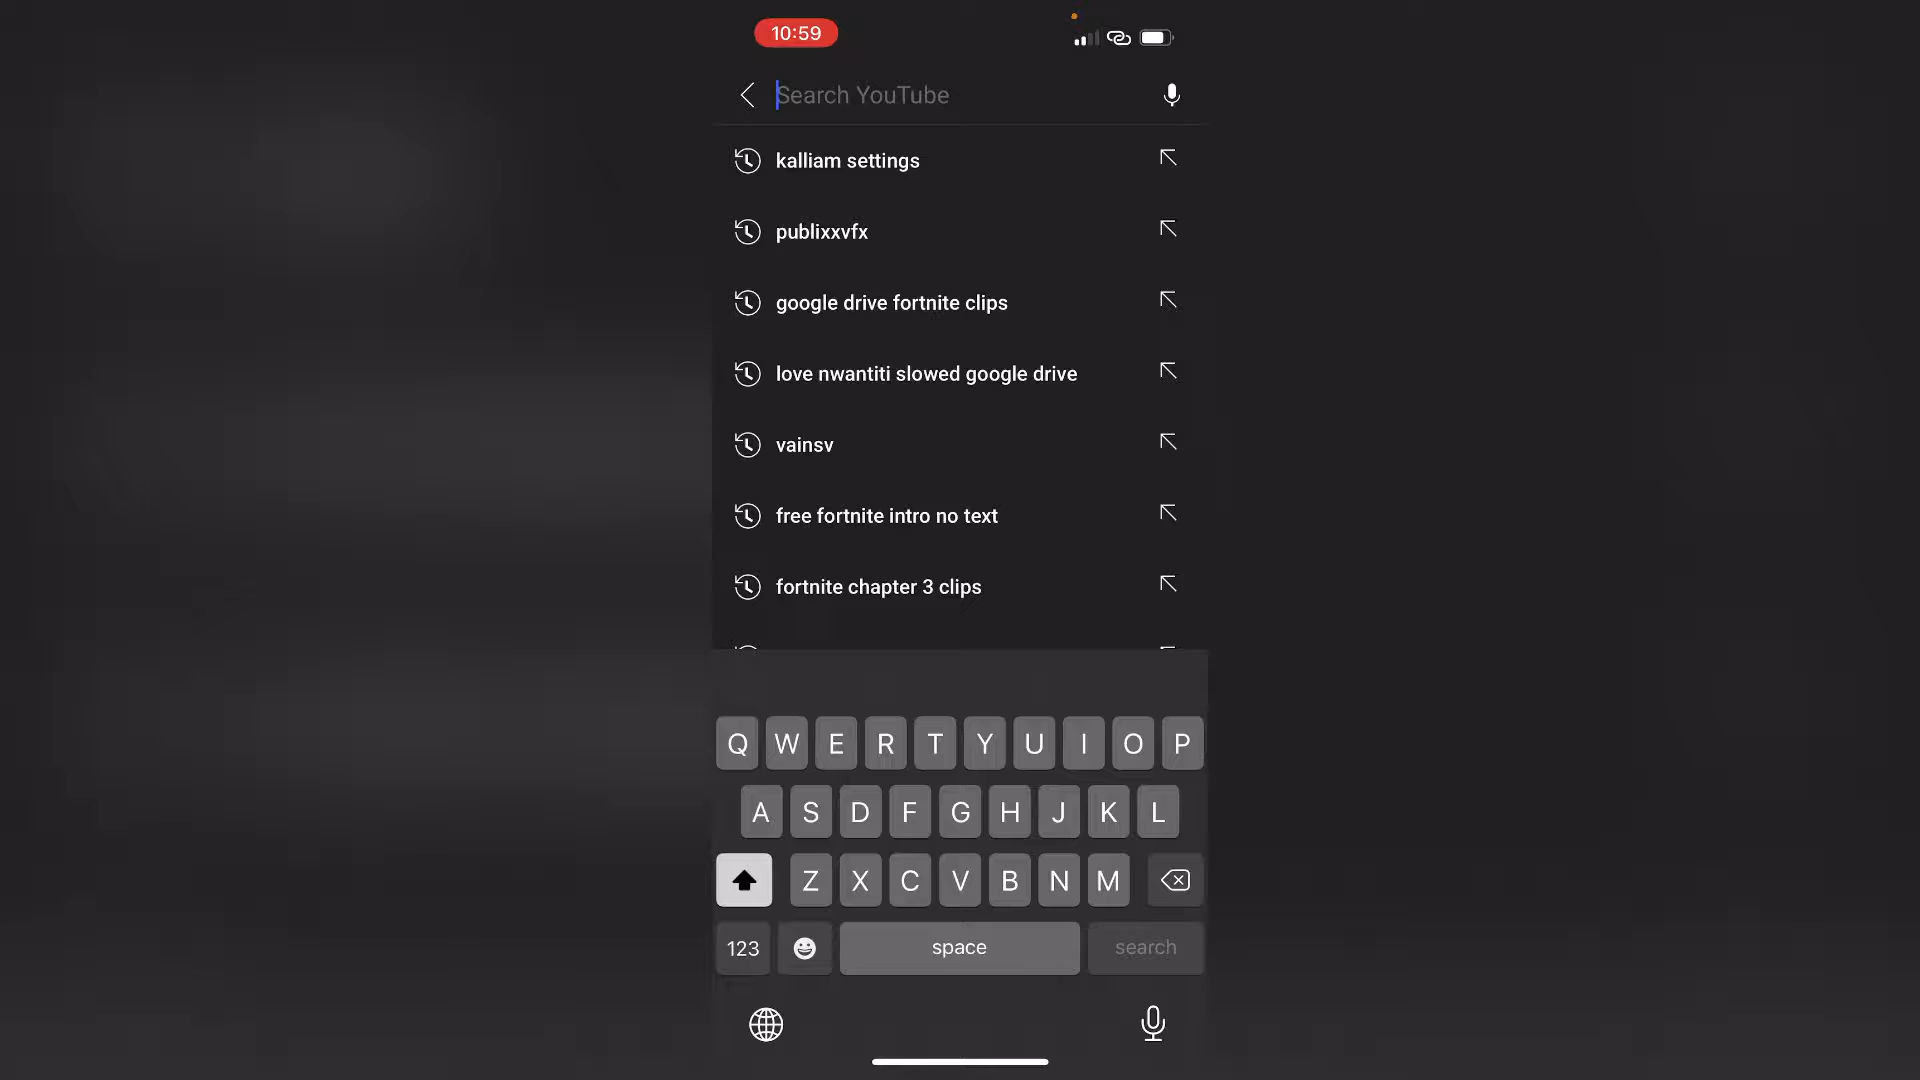 10:59
Search YouTube
kalliam settings
publixxvfx
google drive fortnite clips
love nwantiti slowed google drive
vainsv
free fortnite intro no text
fortnite chapter 3 clips
Q W E R T Y U I O P
A S D F G H J K L
Z X C V B N M
123 space search